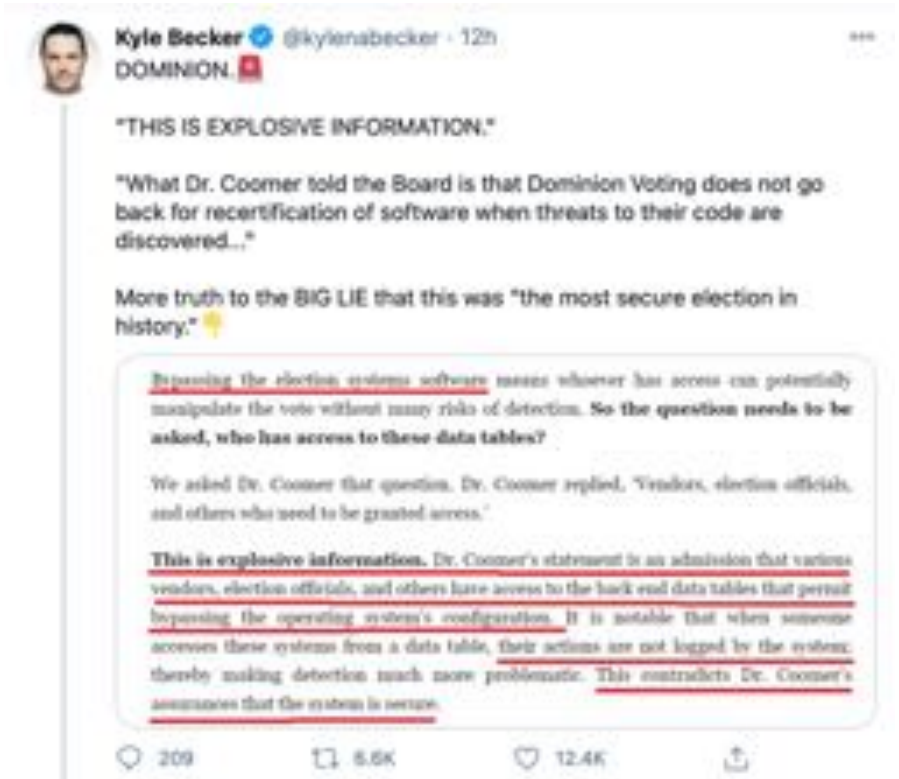 Kyle Becker @kylenabecker · 12h
DOMINION.
"THIS IS EXPLOSIVE INFORMATION."
"What Dr. Coomer told the Board is that Dominion Voting does not go
back for recertification of software when threats to their code are
discovered..."
More truth to the BIG LIE that this was "the most secure election in
history."
Bypassing the election systems software means whoever has access can potentially
manipulate the vote without many risks of detection. So the question needs to be
asked, who has access to these data tables?
We asked Dr. Coomer that question. Dr. Coomer replied, 'Vendors, election officials,
and others who need to be granted access.'
This is explosive information. Dr. Coomer's statement is an admission that various
vendors, election officials, and others have access to the back end data tables that permit
bypassing the operating system's configuration. It is notable that when someone
accesses these systems from a data table, their actions are not logged by the system;
thereby making detection much more problematic. This contradicts Dr. Coomer's
assurances that the system is secure.
209 6.6K 12.4K